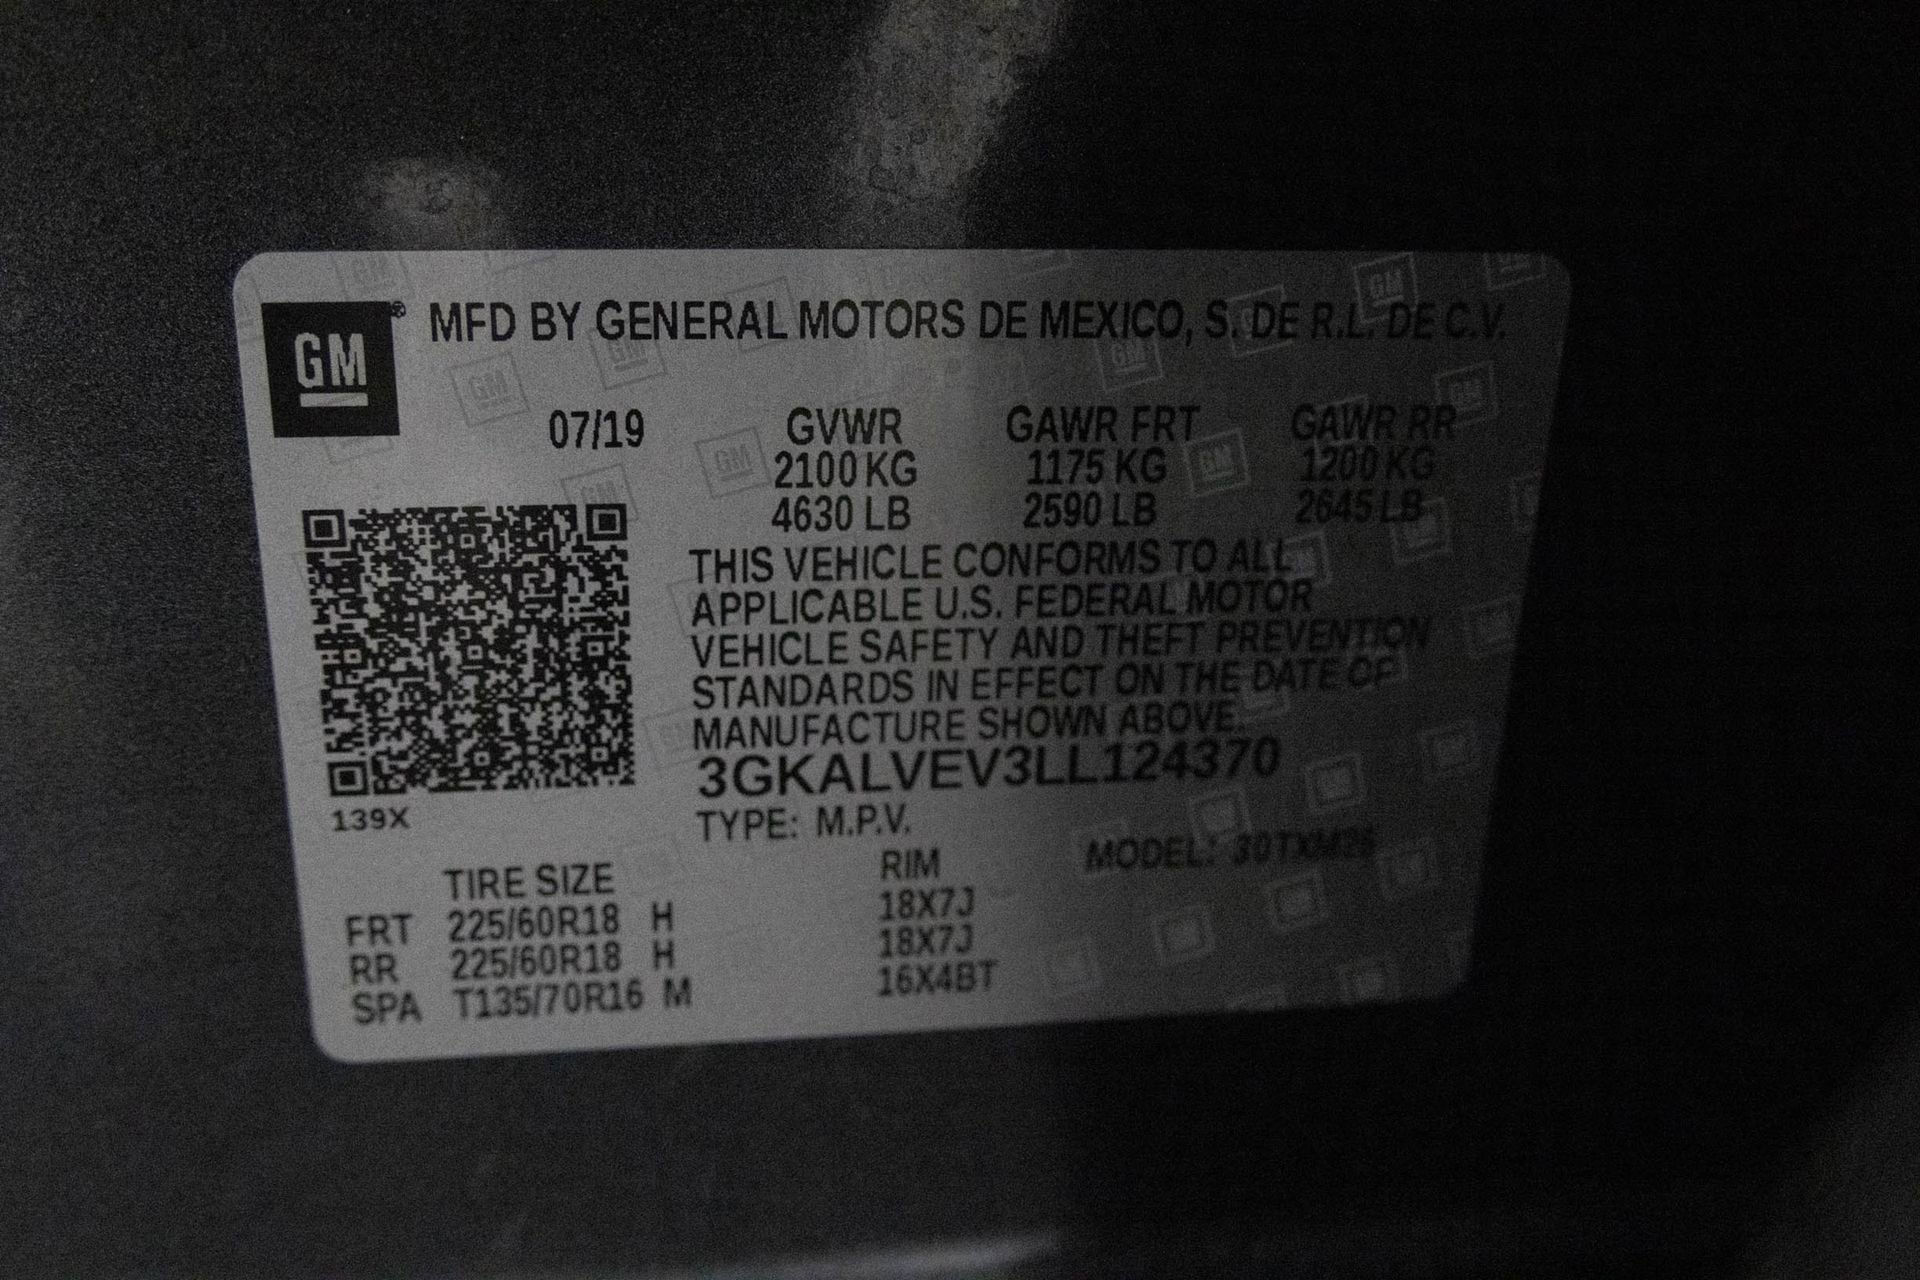 GM® MFD BY GENERAL MOTORS DE MEXICO, S. DE R.L. DE C.V.
07/19 GVWR GAWR FRT GAWR RR
2100 KG 1175 KG 1200 KG
4630 LB 2590 LB 2645 LB
THIS VEHICLE CONFORMS TO ALL
APPLICABLE U.S. FEDERAL MOTOR
VEHICLE SAFETY AND THEFT PREVENTION
STANDARDS IN EFFECT ON THE DATE OF
MANUFACTURE SHOWN ABOVE.
3GKALVEV3LL124370
139X
TYPE: M.P.V.
MODEL:
TIRE SIZE RIM
FRT 225/60R18 H 18X7J
RR 225/60R18 H 18X7J
SPA T135/70R16 M 16X4BT